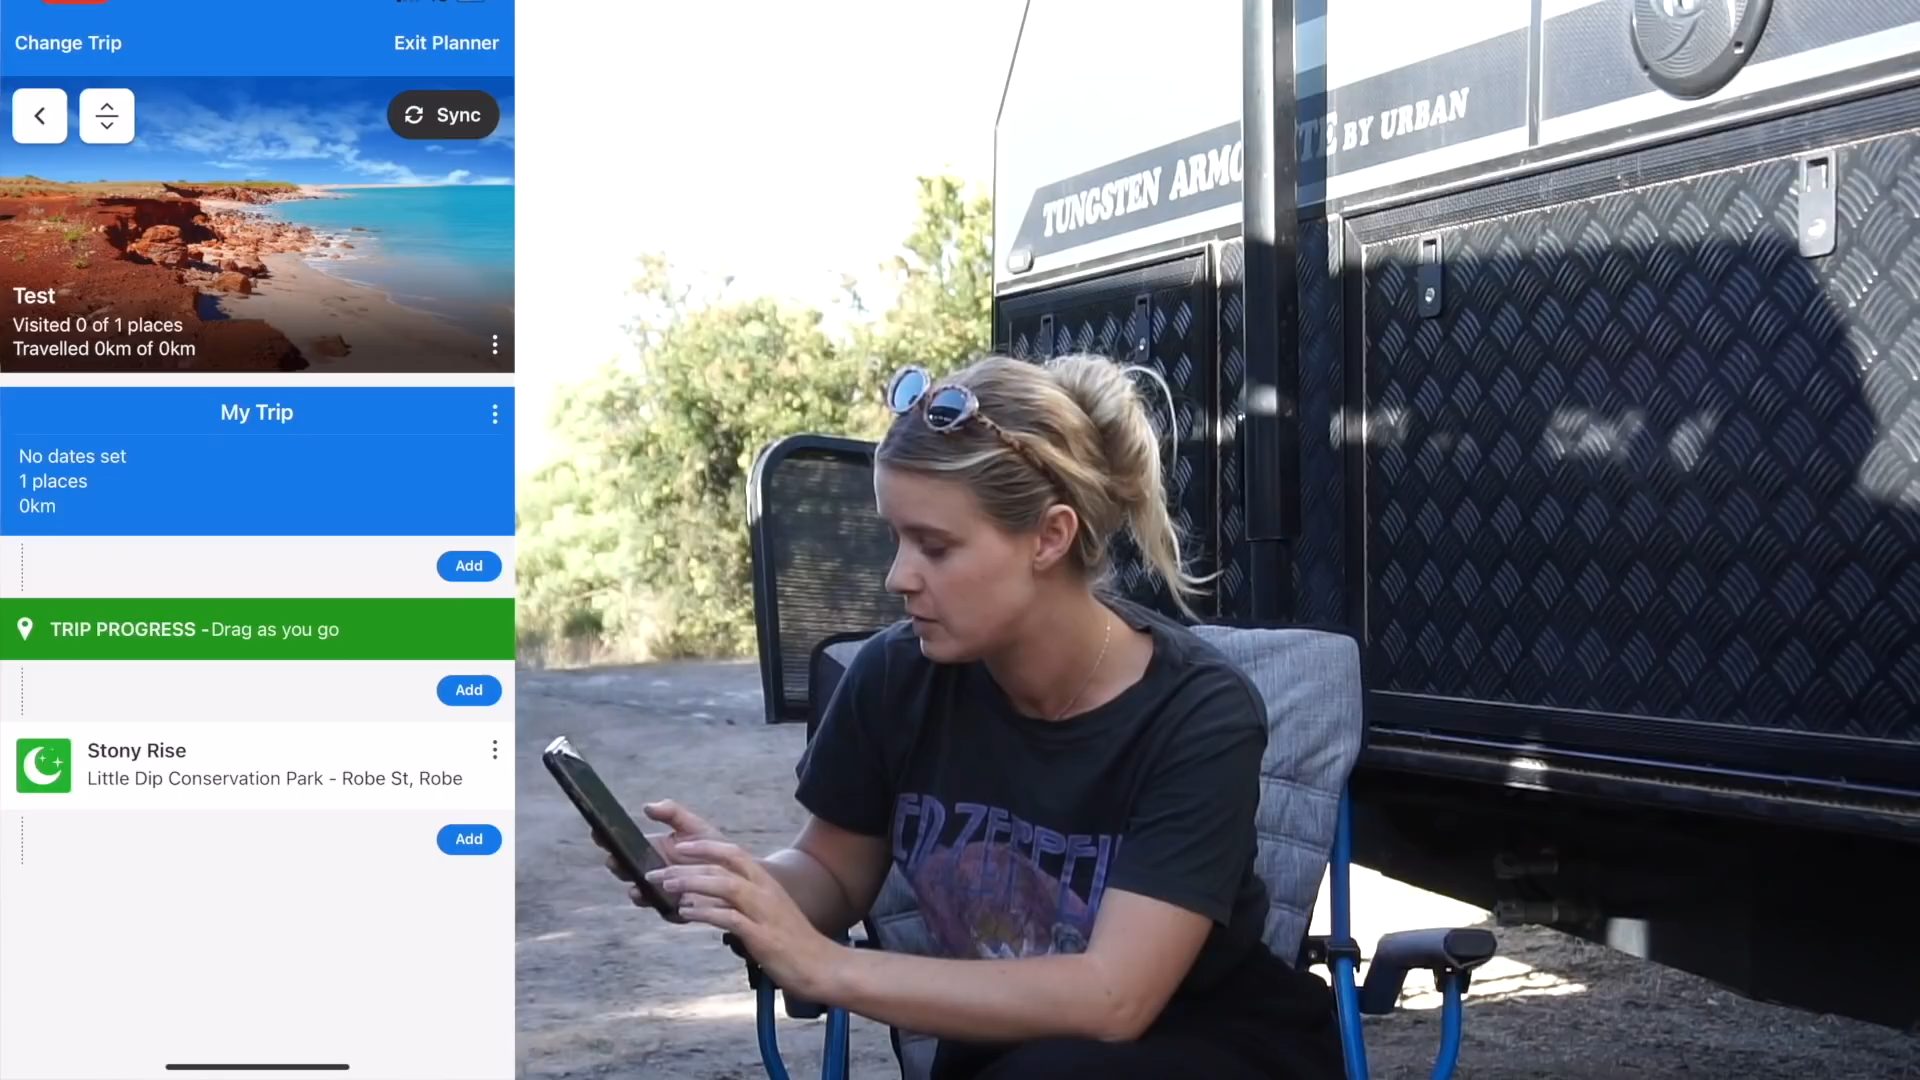 Change Trip
Exit Planner
Sync
Test
Visited 0 of 1 places
Travelled 0km of 0km
My Trip
No dates set
1 places
0km
Add
TRIP PROGRESS - Drag as you go
Add
Stony Rise
Little Dip Conservation Park - Robe St, Robe
Add
TUNGSTEN
BY URBAN
ZEPPELIN